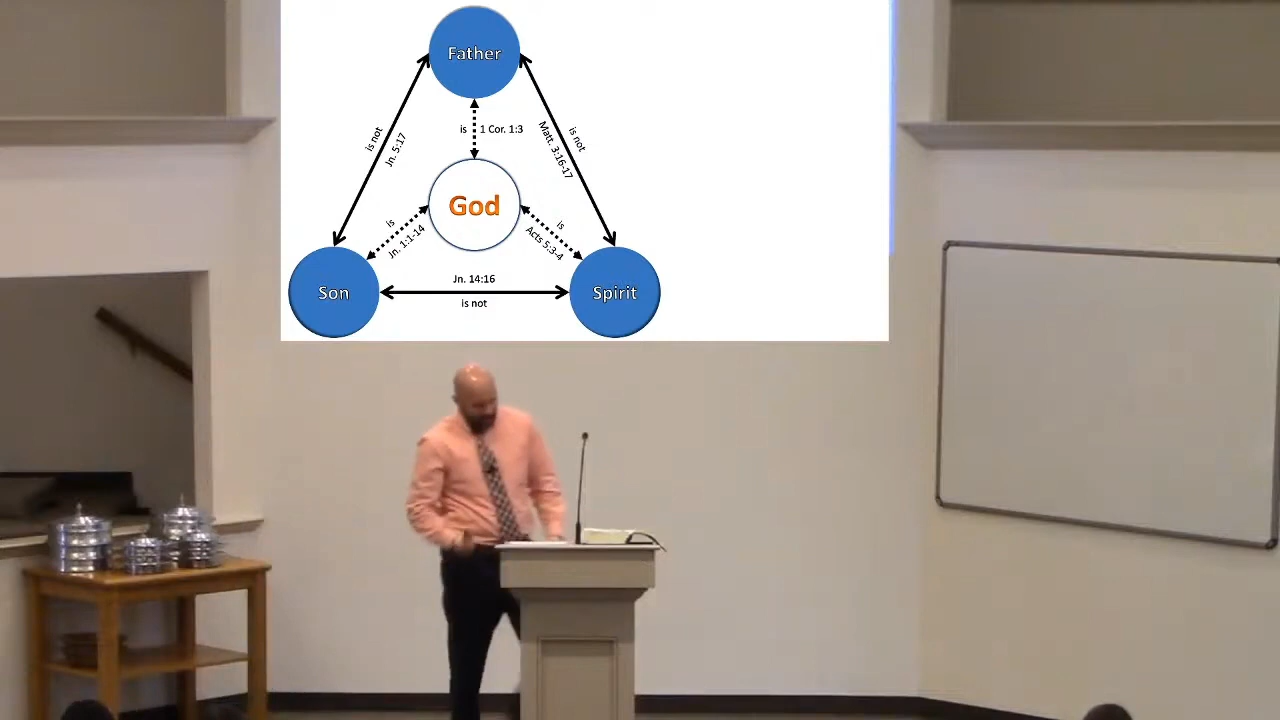 Father
is
1 Cor. 1:3
is not
Jn. 5:17
is not
Matt. 3:16-17
God
is
Jn. 1:1-14
is
Acts 5:3-4
Son
Jn. 14:16
is not
Spirit